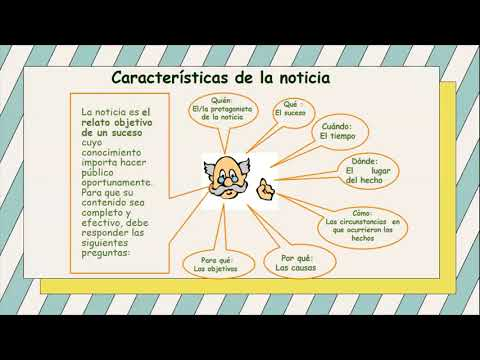 Características de la noticia
La noticia es el
relato objetivo
de un suceso
cuyo
conocimiento
importa hacer
público
oportunamente.
Para que su
contenido sea
completo y
efectivo, debe
responder las
siguientes
preguntas:
Quién:
El/la protagonista
de la noticia
Qué :
El suceso
Cuándo:
El tiempo
Dónde:
El lugar
del hecho
Cómo:
Las circunstancias en
que ocurrieron los
hechos
Por qué:
Las causas
Para qué:
Los objetivos